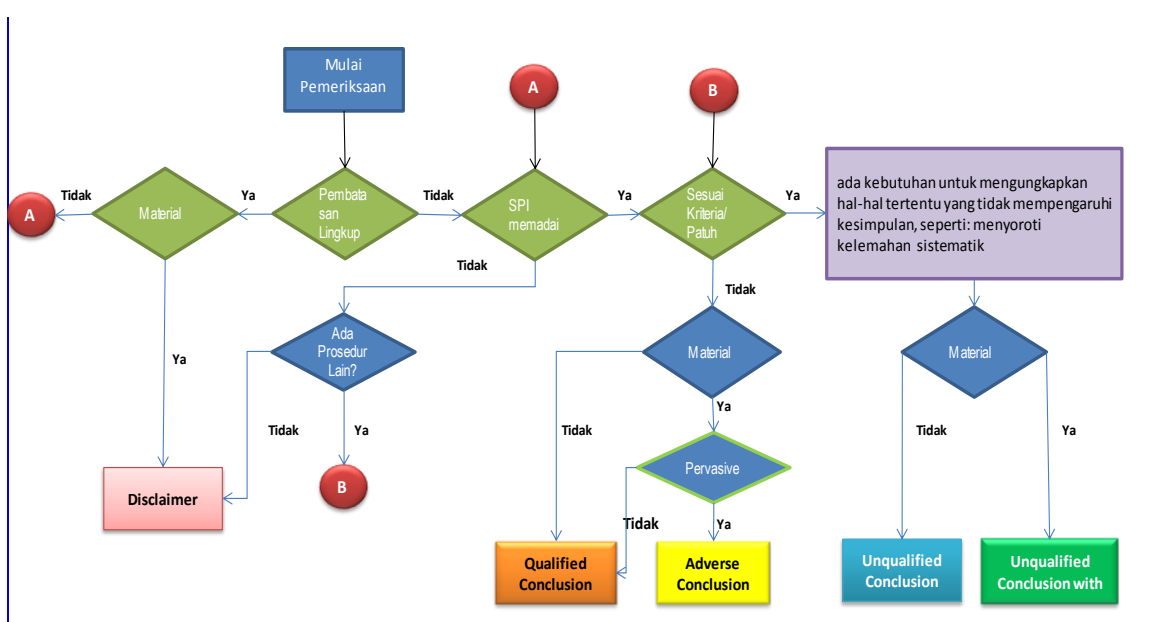 Mulai
Pemeriksaan
A
B
A
Tidak
Material
Ya
Pembata
san
Lingkup
Tidak
SPI
memadai
Ya
Sesuai
Kriteria/
Patuh
Ya
ada kebutuhan untuk mengungkapkan
hal-hal tertentu yang tidak mempengaruhi
kesimpulan, seperti: menyoroti
kelemahan sistematik
Tidak
Tidak
Ya
Ada
Prosedur
Lain?
Material
Material
Ya
Tidak
Ya
Tidak
Tidak
Ya
Pervasive
Disclaimer
B
Tidak
Ya
Qualified
Conclusion
Adverse
Conclusion
Unqualified
Conclusion
Unqualified
Conclusion with